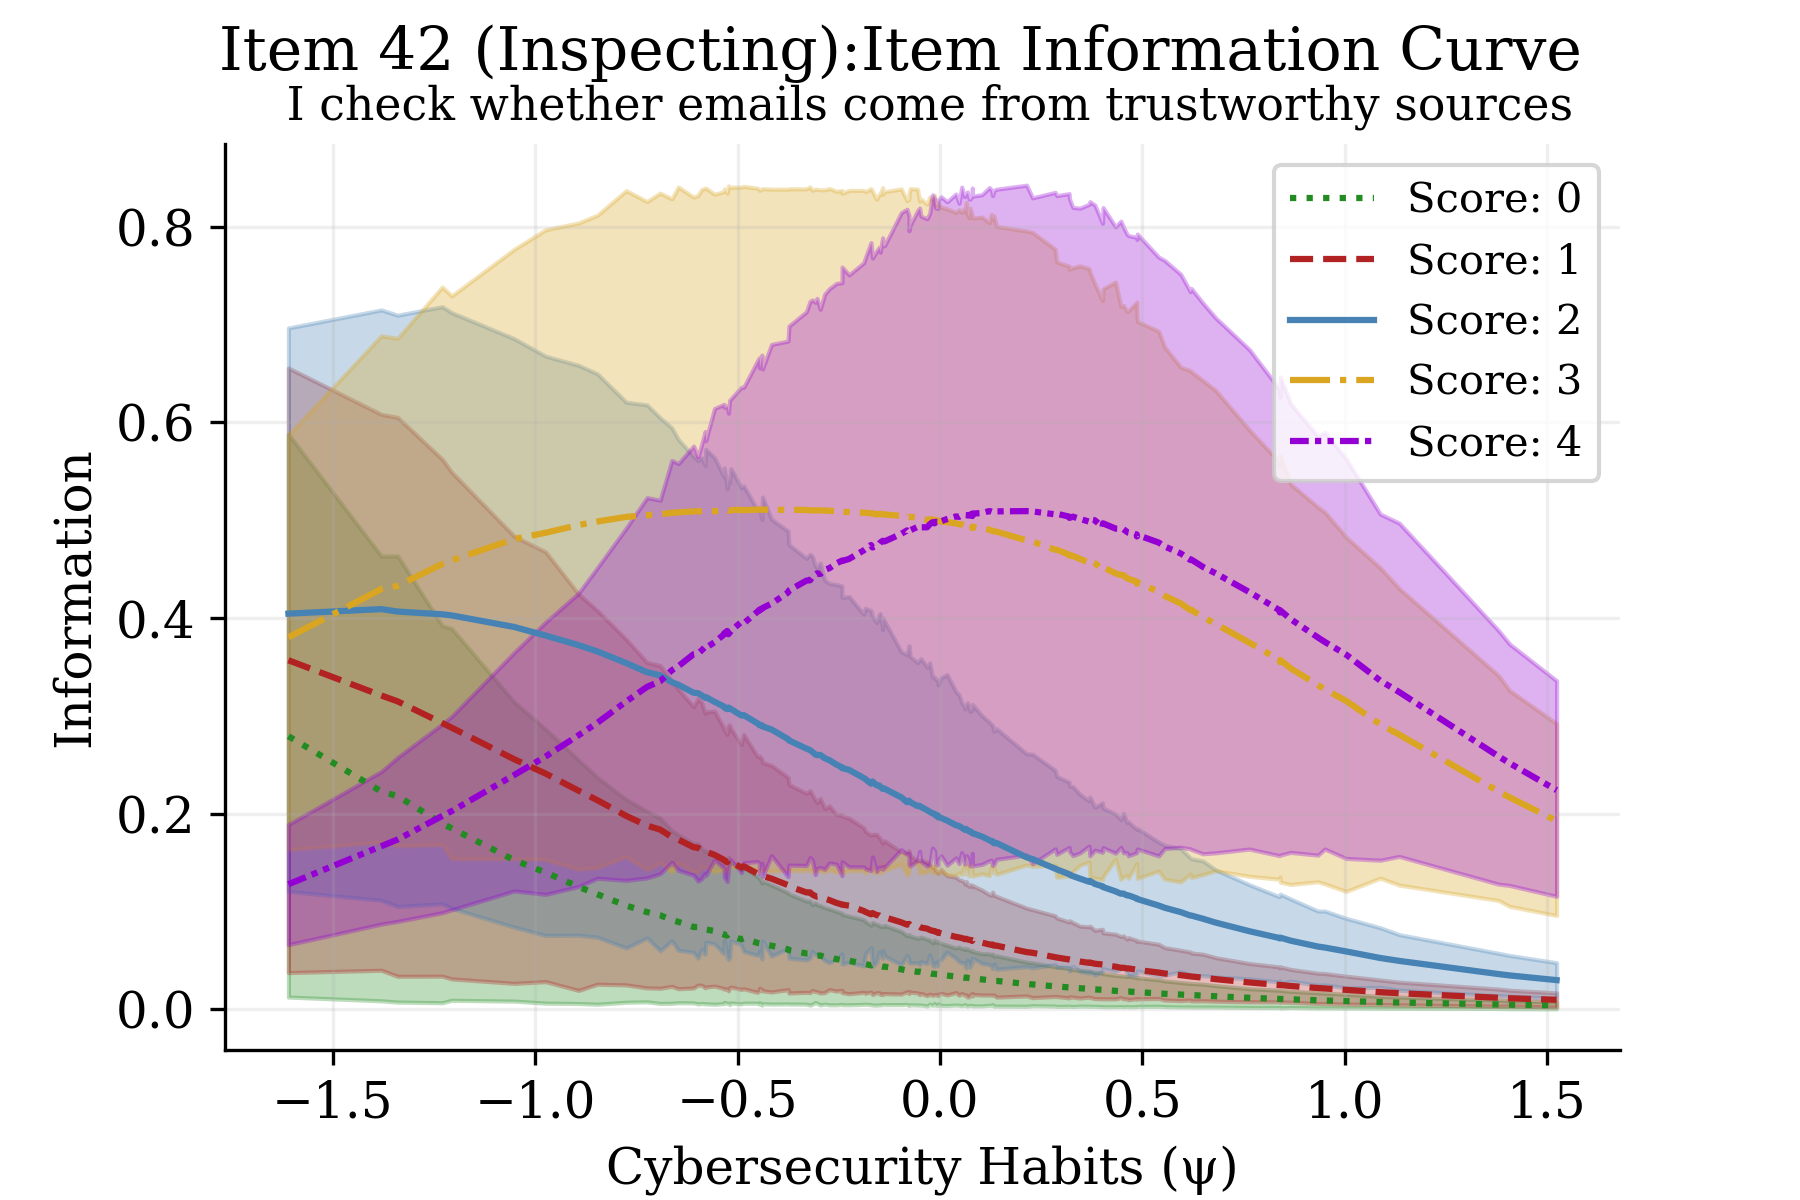 Item 42 (Inspecting):Item Information Curve
I check whether emails come from trustworthy sources
Score: 0
Score: 1
Score: 2
Score: 3
Score: 4
Information
0.8
0.6
0.4
0.2
0.0
−1.5 −1.0 −0.5 0.0 0.5 1.0 1.5
Cybersecurity Habits (ψ)